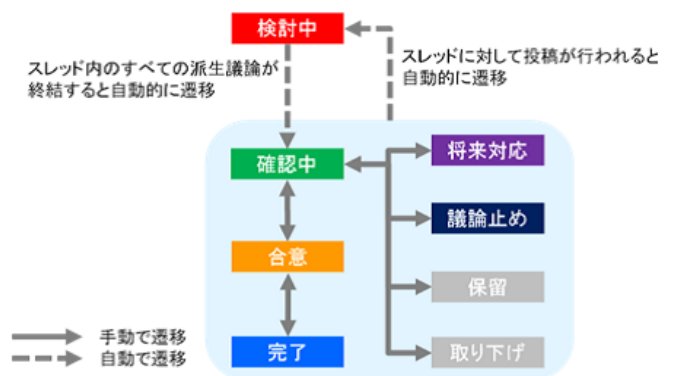 検討中
スレッド内のすべての派生議論が
終結すると自動的に遷移
スレッドに対して投稿が行われると
自動的に遷移
確認中
合意
完了
将来対応
議論止め
保留
取り下げ
手動で遷移
自動で遷移